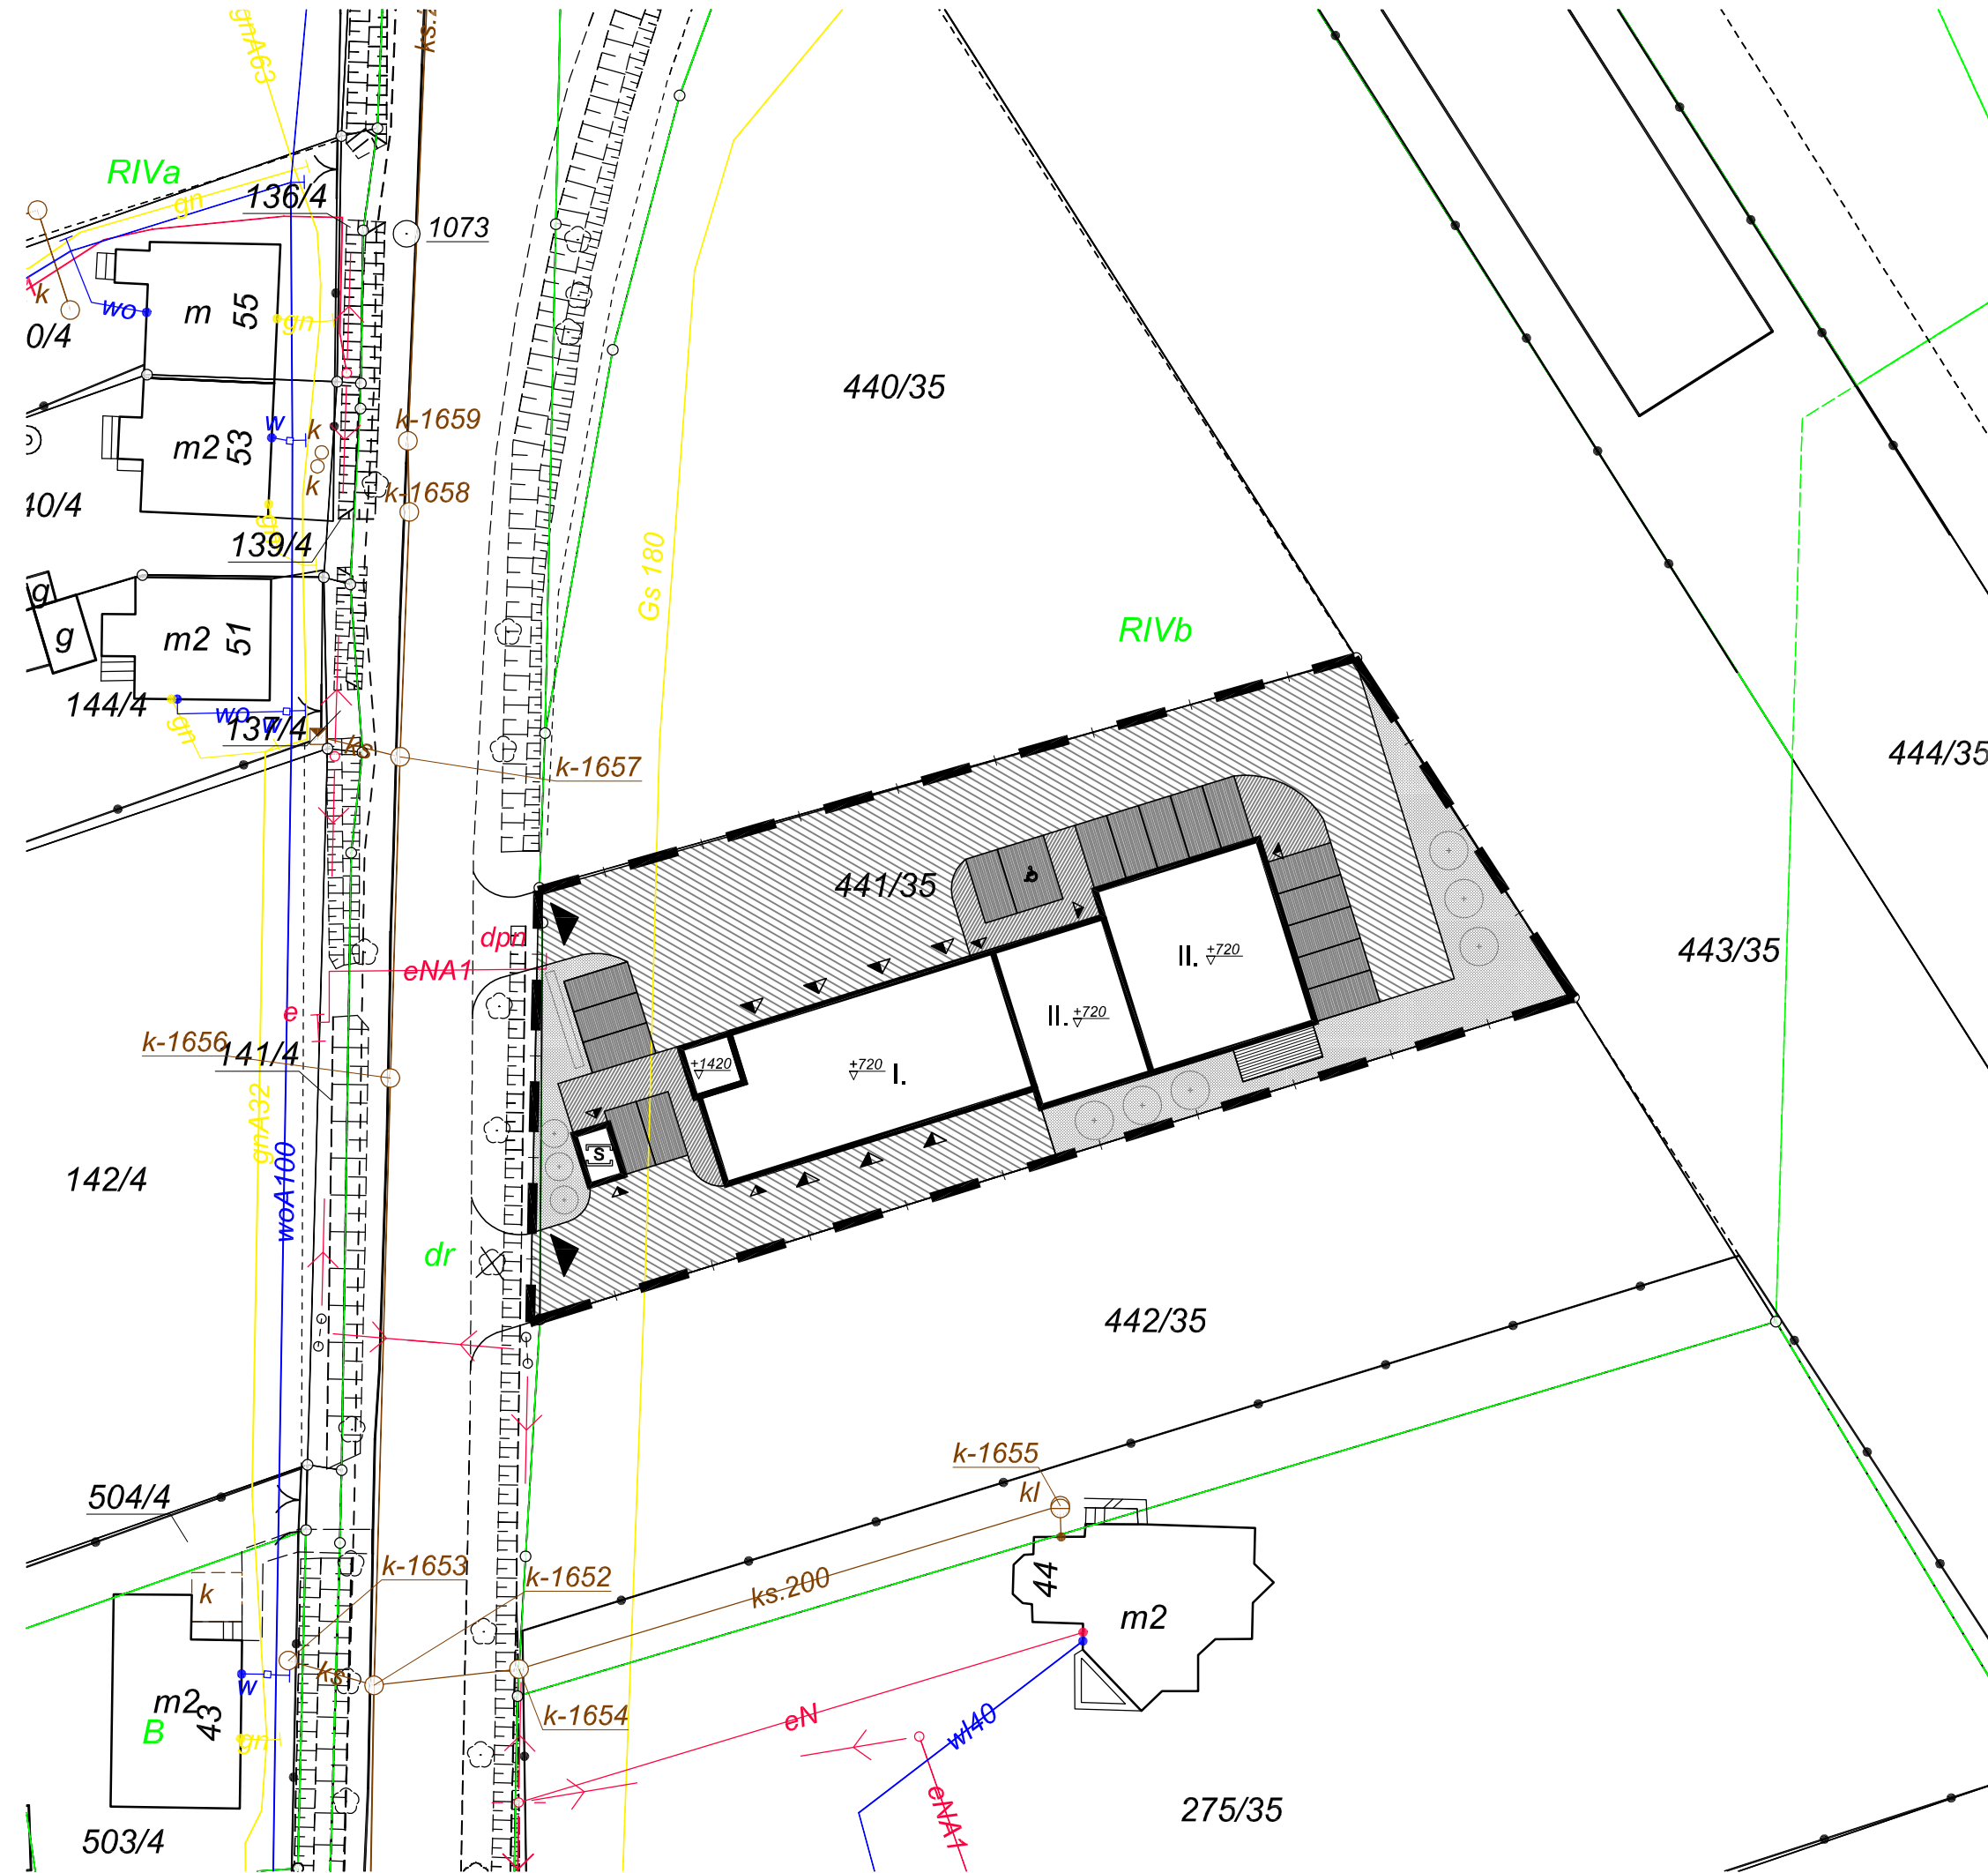 gnA63
RIVa
136/4
gn
1073
k
wo
m
55
gn
0/4
k-1659
w
k
m2
53
k
k-1658
40/4
139/4
440/35
Gs 180
RIVb
g
g
m2
51
144/4
wo
w
137/4
gn
ks
k-1657
444/35
441/35
dpn
eNA1
443/35
e
k-1656
141/4
II. +720
II. +720
+1420
+720 I.
S
gnA32
woA100
142/4
dr
442/35
k-1655
kl
504/4
k-1653
k-1652
ks.200
k
44
m2
ks
w
m2
43
B
k-1654
gn
eN
wl40
eNA1
275/35
503/4